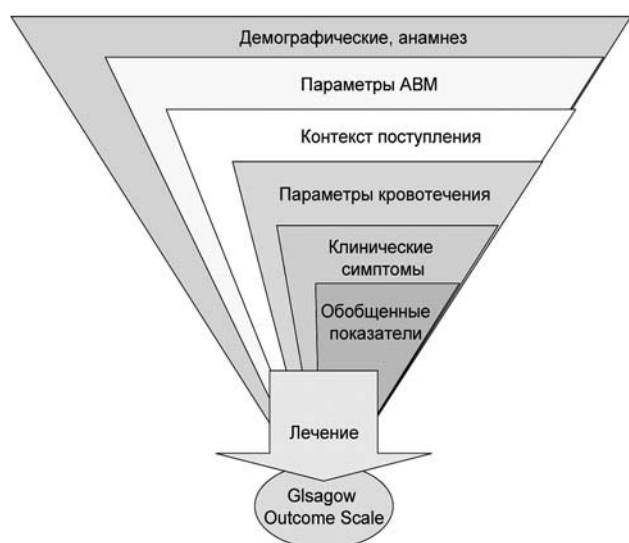 Демографические, анамнез
Параметры АВМ
Контекст поступления
Параметры кровотечения
Клинические
симптомы
Обобщенные
показатели
Лечение
Glsagow
Outcome Scale